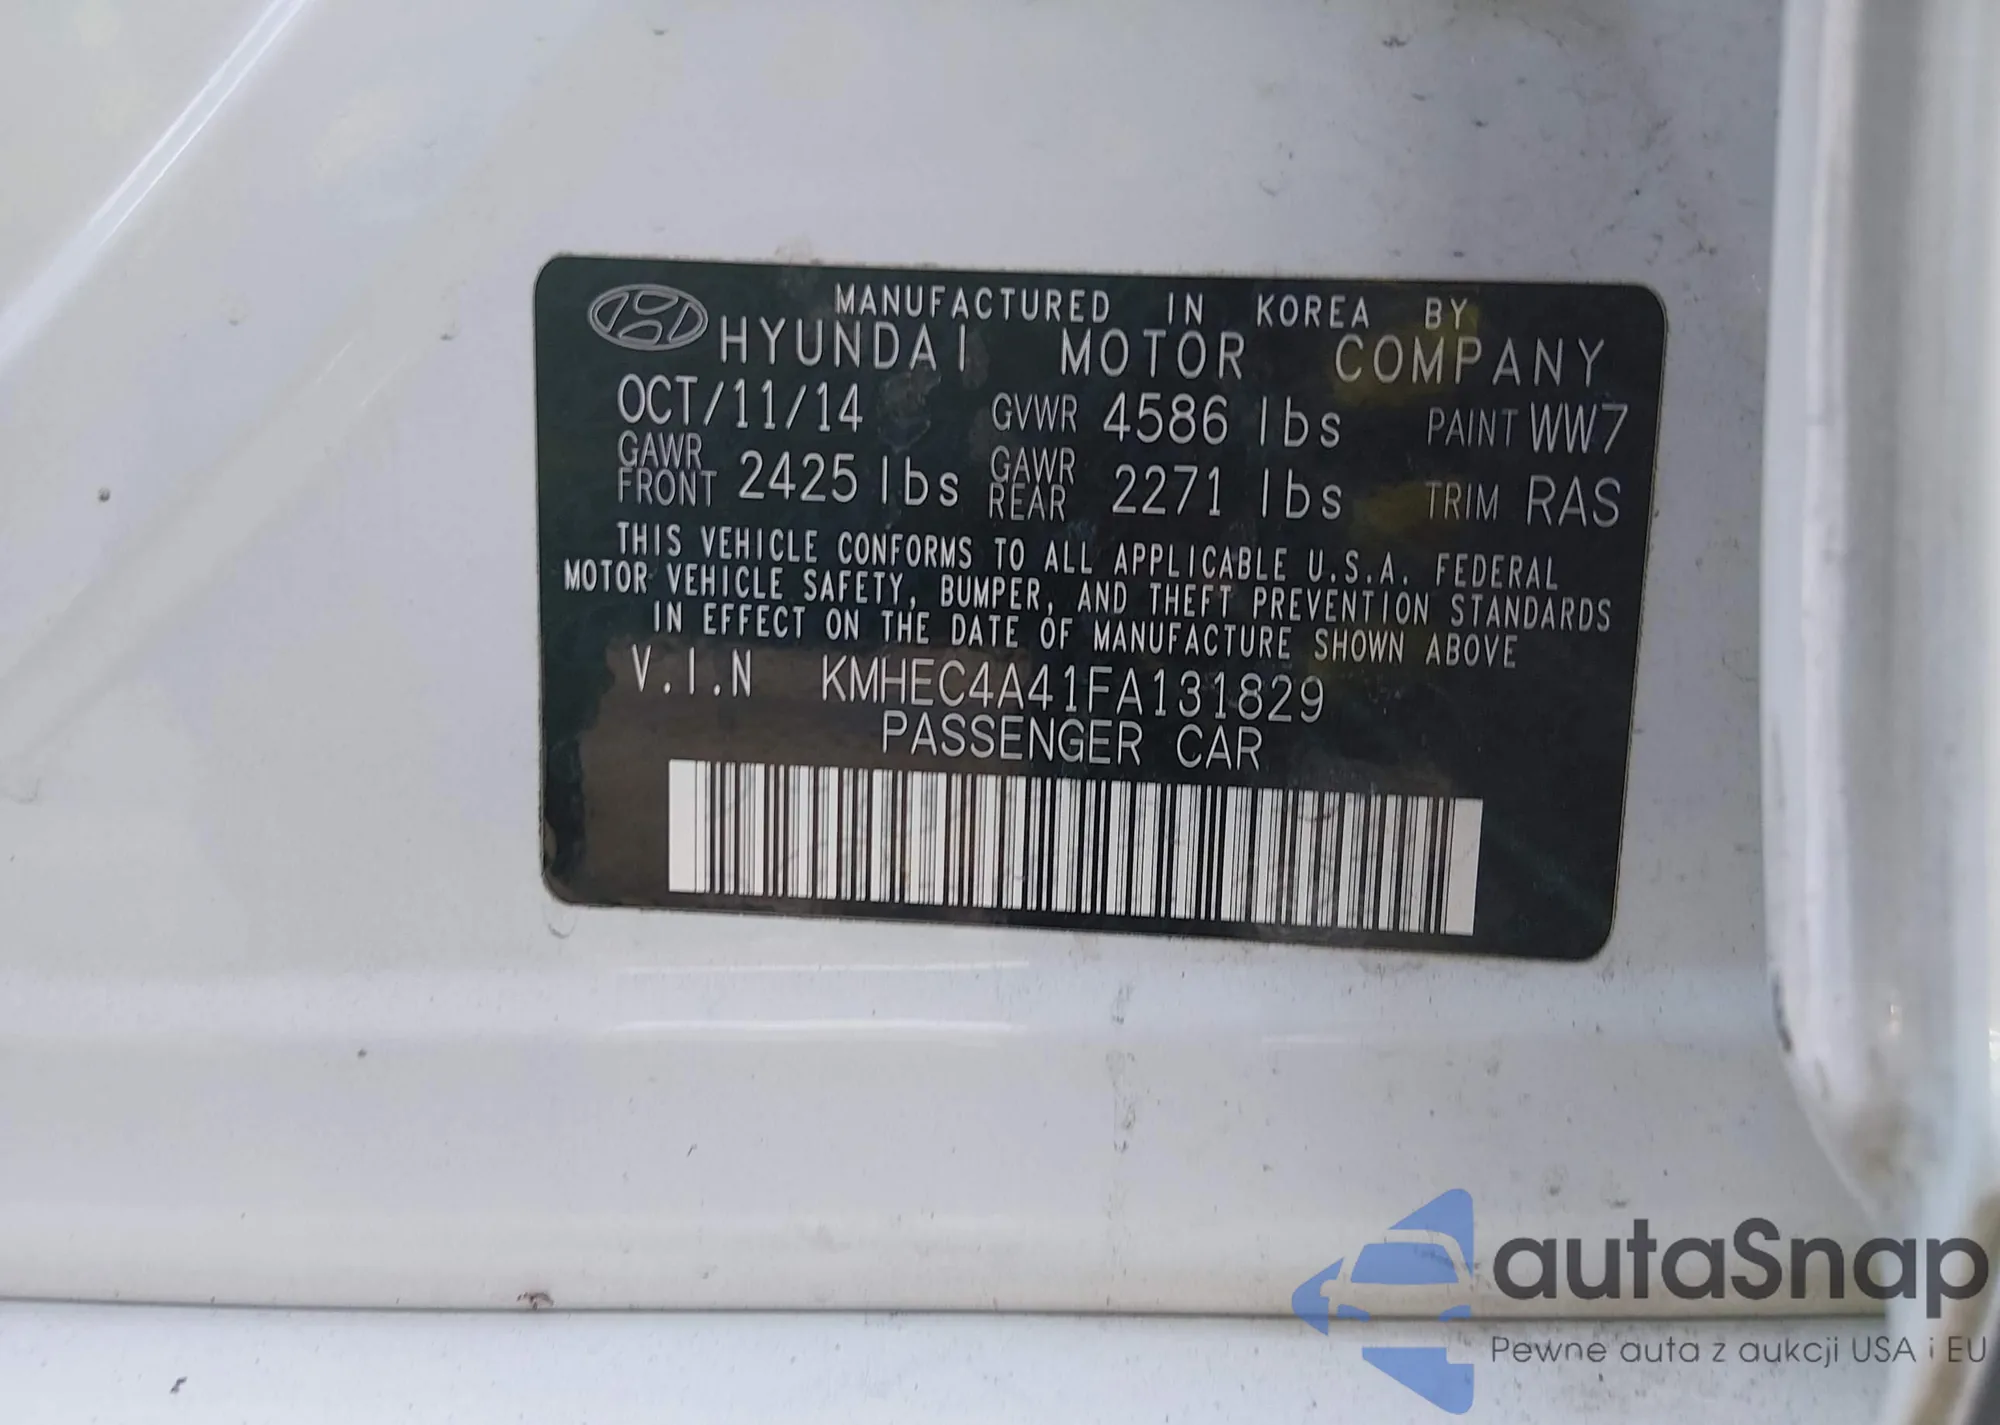 MANUFACTURED IN KOREA BY
HYUNDAI MOTOR COMPANY
OCT/11/14 GVWR 4586 lbs PAINT WW7
GAWR FRONT 2425 lbs GAWR REAR 2271 lbs TRIM RAS
THIS VEHICLE CONFORMS TO ALL APPLICABLE U.S.A. FEDERAL
MOTOR VEHICLE SAFETY, BUMPER, AND THEFT PREVENTION STANDARDS
IN EFFECT ON THE DATE OF MANUFACTURE SHOWN ABOVE
V.I.N KMHEC4A41FA131829
PASSENGER CAR
autaSnap
Pewne auta z aukcji USA i EU